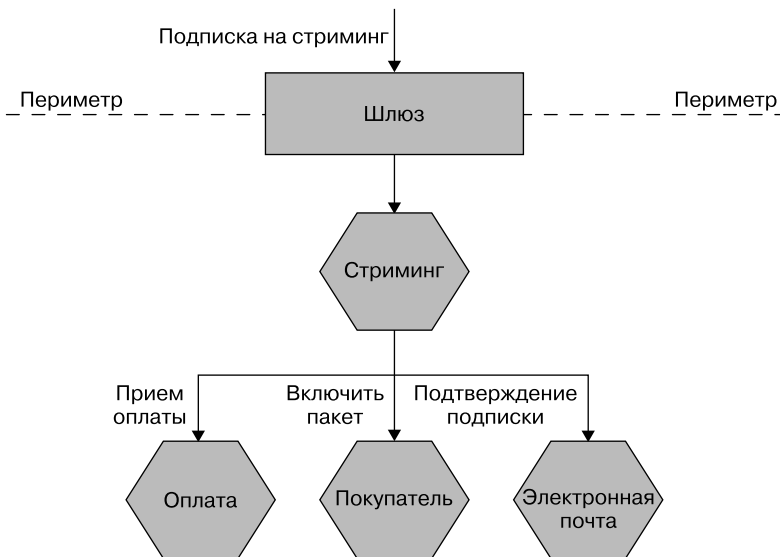 Подписка на стриминг
Периметр
Периметр
Шлюз
Стриминг
Прием
оплаты
Включить
пакет
Подтверждение
подписки
Оплата
Покупатель
Электронная
почта